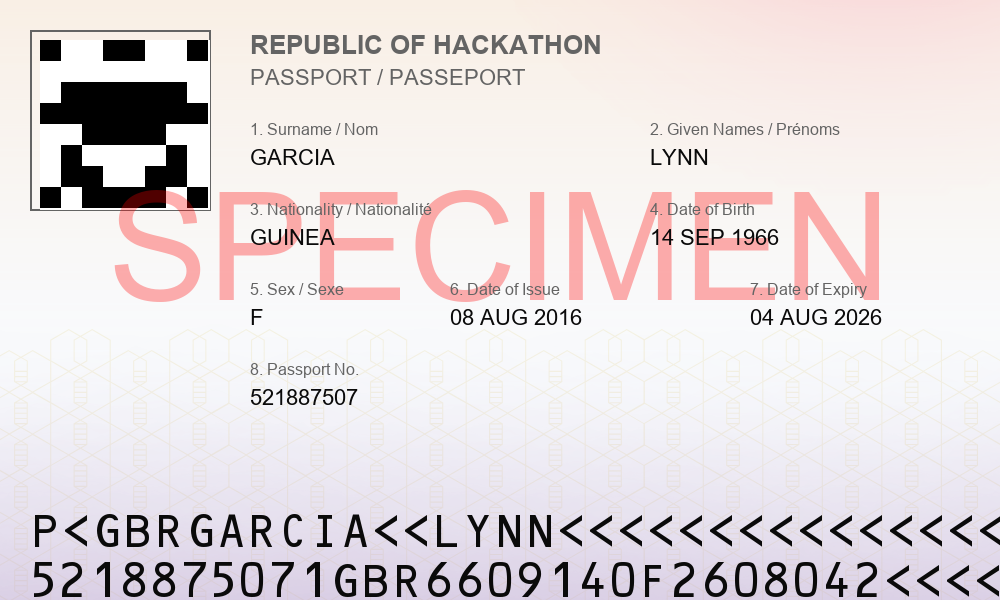 REPUBLIC OF HACKATHON
PASSPORT / PASSEPORT
1. Surname / Nom
2. Given Names / Prénoms
GARCIA
LYNN
SPECIMEN
3. Nationality / Nationalité
4. Date of Birth
GUINEA
14 SEP 1966
5. Sex / Sexe
6. Date of Issue
7. Date of Expiry
F
08 AUG 2016
04 AUG 2026
8. Passport No.
521887507
P<GBRGARCIA<<LYNN<<<<<<<<<<<<<<<
5218875071GBR6609140F2608042<<<<